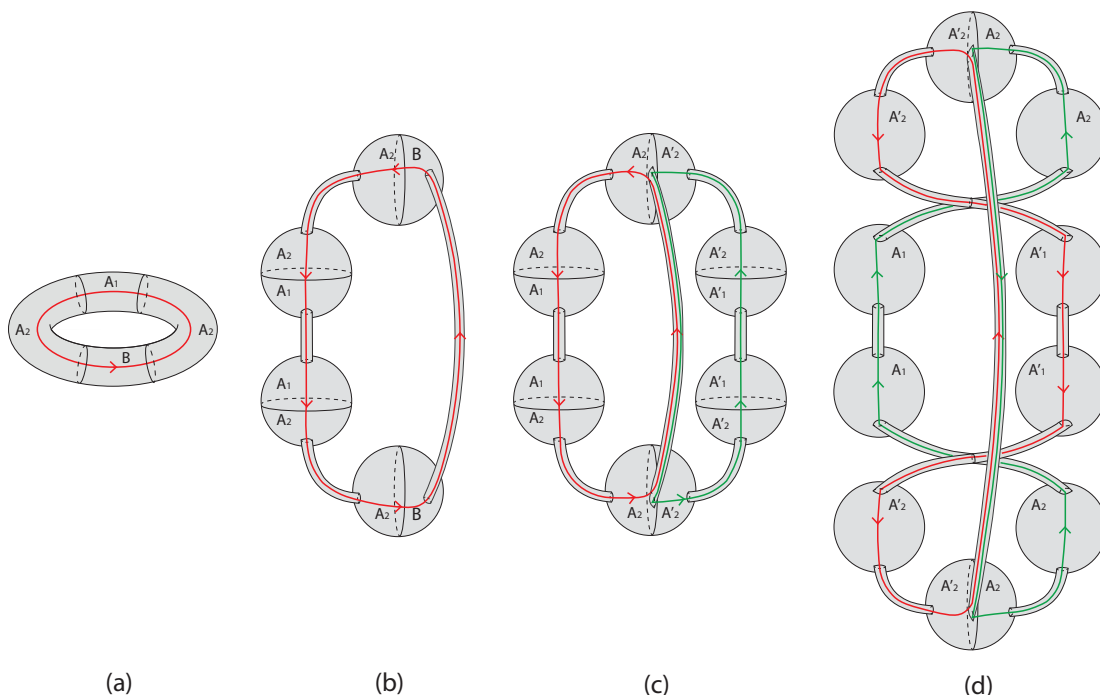 A₁
A₂ A₂
B
(a)
A₂ B
A₂
A₁
A₁
A₂
A₂ B
(b)
A₂ A'₂
A₂ A'₂
A₁ A'₁
A₁ A'₁
A₂ A'₂
A₂ A'₂
(c)
A'₂ A₂
A'₂ A₂
A₁ A'₁
A₁ A'₁
A'₂ A₂
A'₂ A₂
(d)